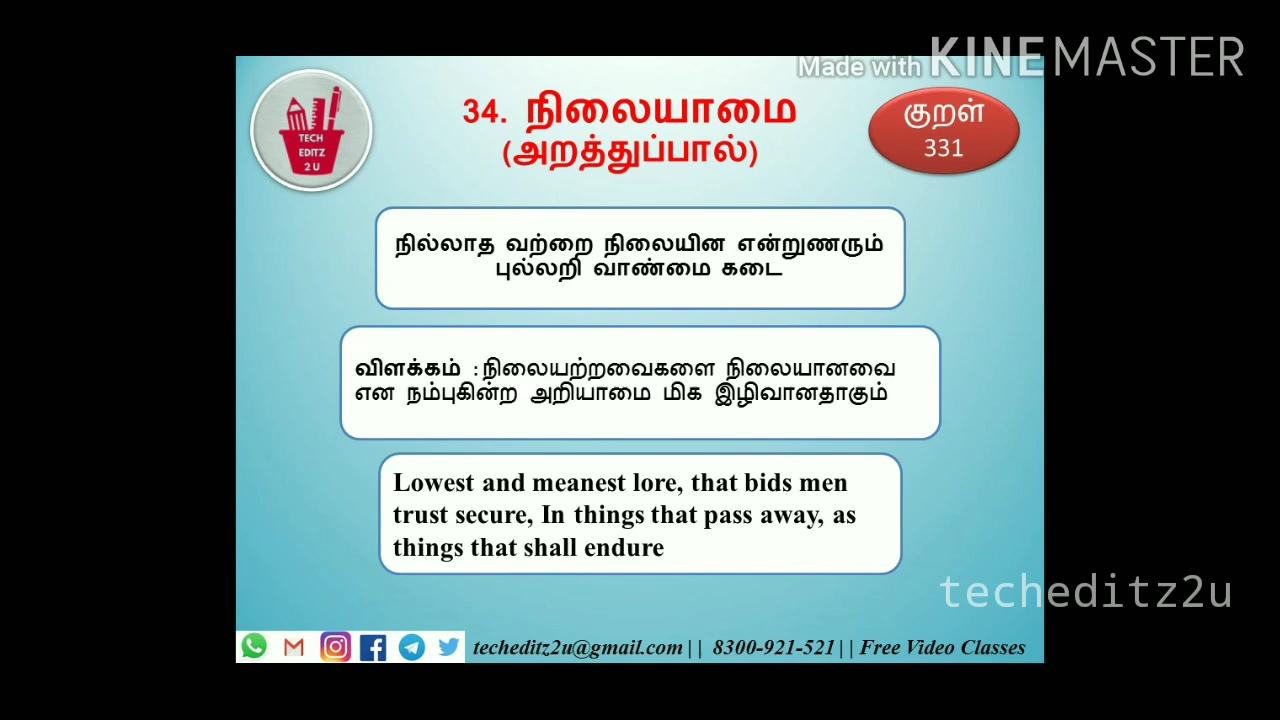 Made with KINEMASTER
TECH
EDITZ
2 U
34. நிலையாமை
(அறத்துப்பால்)
குறள்
331
நில்லாத வற்றை நிலையின என்றுணரும்
புல்லறி வாண்மை கடை
விளக்கம் :நிலையற்றவைகளை நிலையானவை
என நம்புகின்ற அறியாமை மிக இழிவானதாகும்
Lowest and meanest lore, that bids men
trust secure, In things that pass away, as
things that shall endure
techeditz2u
techeditz2u@gmail.com|| 8300-921-521||Free Video Classes